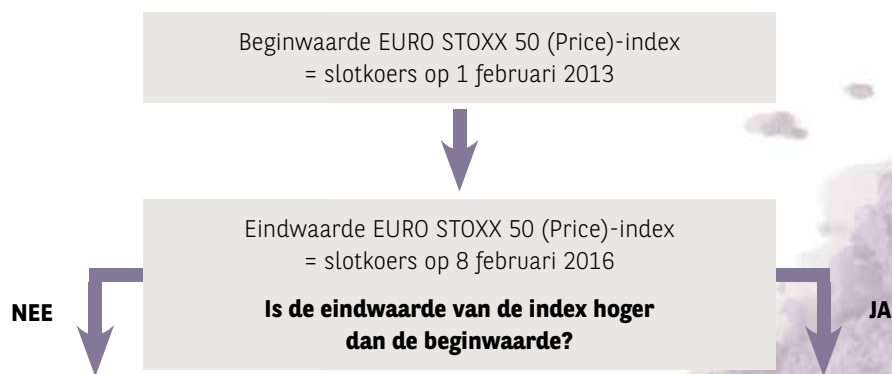 Beginwaarde EURO STOXX 50 (Price)-index
= slotkoers op 1 februari 2013
Eindwaarde EURO STOXX 50 (Price)-index
= slotkoers op 8 februari 2016
NEE
Is de eindwaarde van de index hoger
dan de beginwaarde?
JA